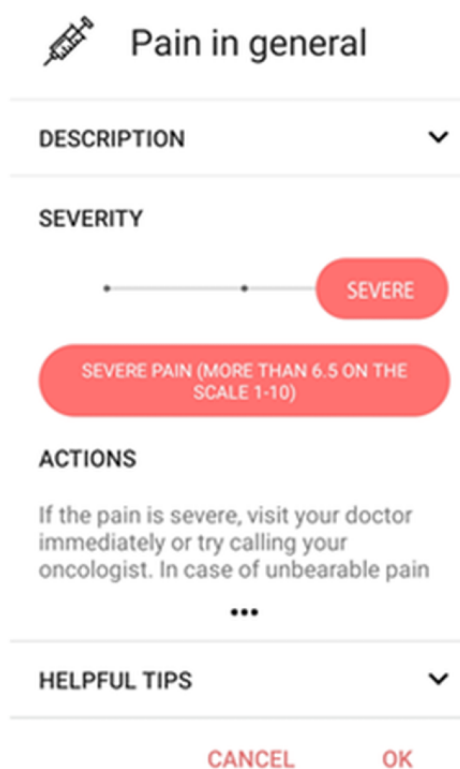 Pain in general
DESCRIPTION
SEVERITY
SEVERE
SEVERE PAIN (MORE THAN 6.5 ON THE
SCALE 1-10)
ACTIONS
If the pain is severe, visit your doctor
immediately or try calling your
oncologist. In case of unbearable pain
•••
HELPFUL TIPS
CANCEL OK